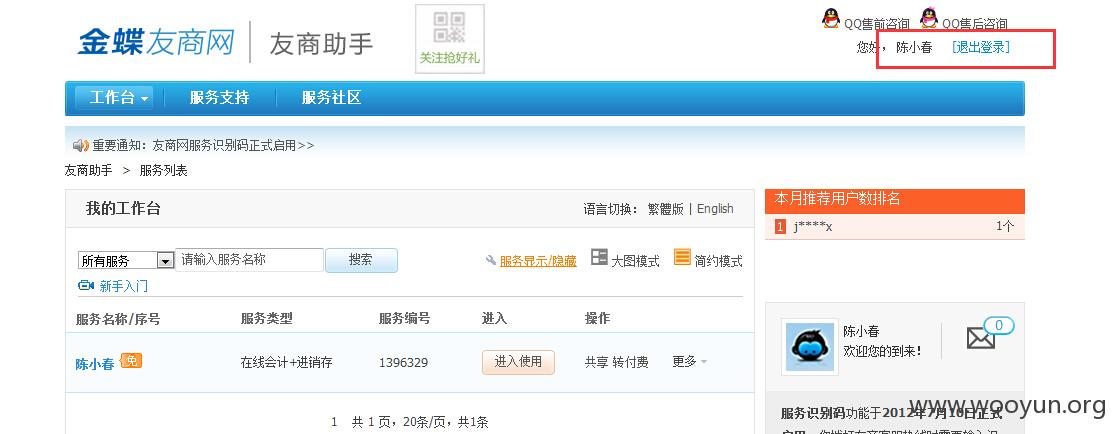 金蝶友商网 友商助手
关注抢好礼
QQ售前咨询 QQ售后咨询
您好， 陈小春 [退出登录]
工作台 服务支持 服务社区
重要通知：友商网服务识别码正式启用>>
友商助手 > 服务列表
我的工作台
语言切换： 繁體版 | English
所有服务 请输入服务名称 搜索
服务显示/隐藏 大图模式 简约模式
新手入门
服务名称/序号 服务类型 服务编号 进入 操作
陈小春 免 在线会计+进销存 1396329 进入使用 共享 转付费 更多
1 共 1 页，20条/页，共1条
本月推荐用户数排名
1 j****x 1个
陈小春
欢迎您的到来！
0
服务识别码功能于2012年7月10日正式
www.wooyun.org